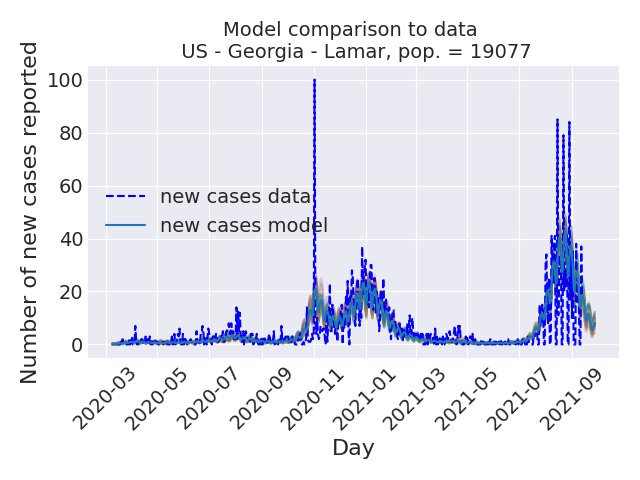 Model comparison to data
US - Georgia - Lamar, pop. = 19077
Number of new cases reported
100
80
60
40
20
0
new cases data
new cases model
2020-03
2020-05
2020-07
2020-09
2020-11
2021-01
2021-03
2021-05
2021-07
2021-09
Day